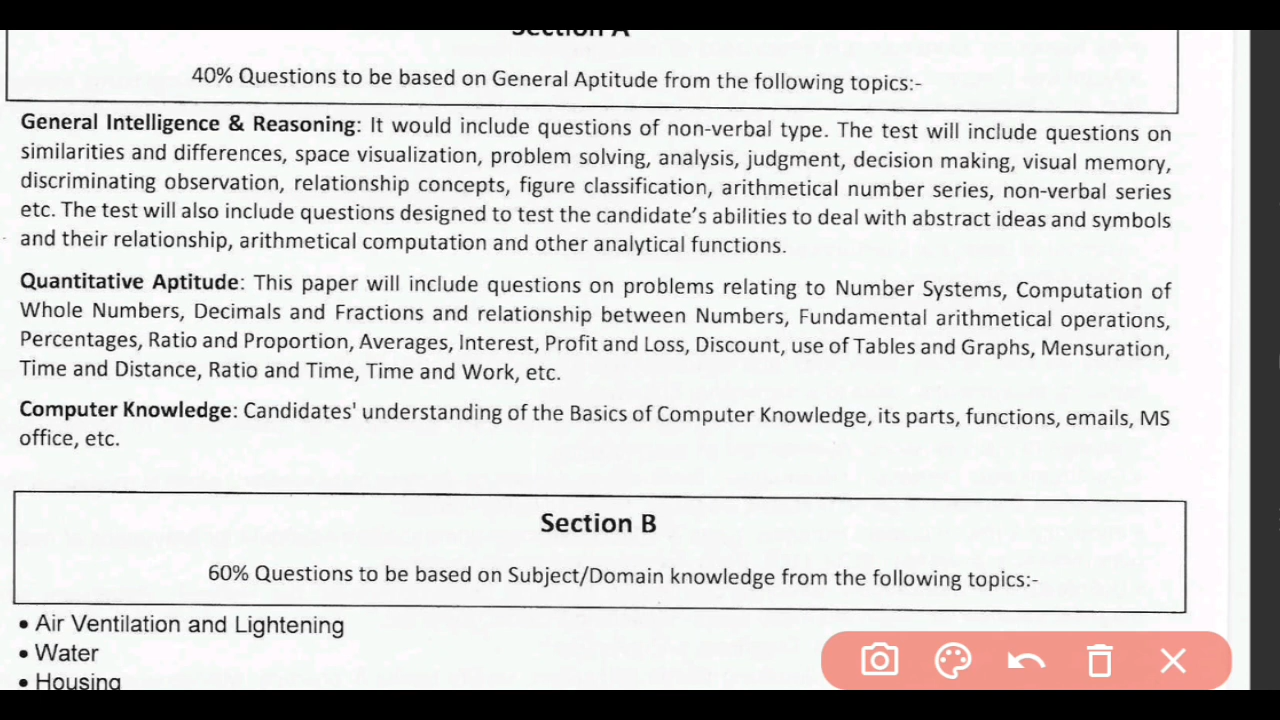 Section A
40% Questions to be based on General Aptitude from the following topics:-
General Intelligence & Reasoning: It would include questions of non-verbal type. The test will include questions on
similarities and differences, space visualization, problem solving, analysis, judgment, decision making, visual memory,
discriminating observation, relationship concepts, figure classification, arithmetical number series, non-verbal series
etc. The test will also include questions designed to test the candidate's abilities to deal with abstract ideas and symbols
and their relationship, arithmetical computation and other analytical functions.
Quantitative Aptitude: This paper will include questions on problems relating to Number Systems, Computation of
Whole Numbers, Decimals and Fractions and relationship between Numbers, Fundamental arithmetical operations,
Percentages, Ratio and Proportion, Averages, Interest, Profit and Loss, Discount, use of Tables and Graphs, Mensuration,
Time and Distance, Ratio and Time, Time and Work, etc.
Computer Knowledge: Candidates' understanding of the Basics of Computer Knowledge, its parts, functions, emails, MS
office, etc.
Section B
60% Questions to be based on Subject/Domain knowledge from the following topics:-
• Air Ventilation and Lightening
• Water
• Housing